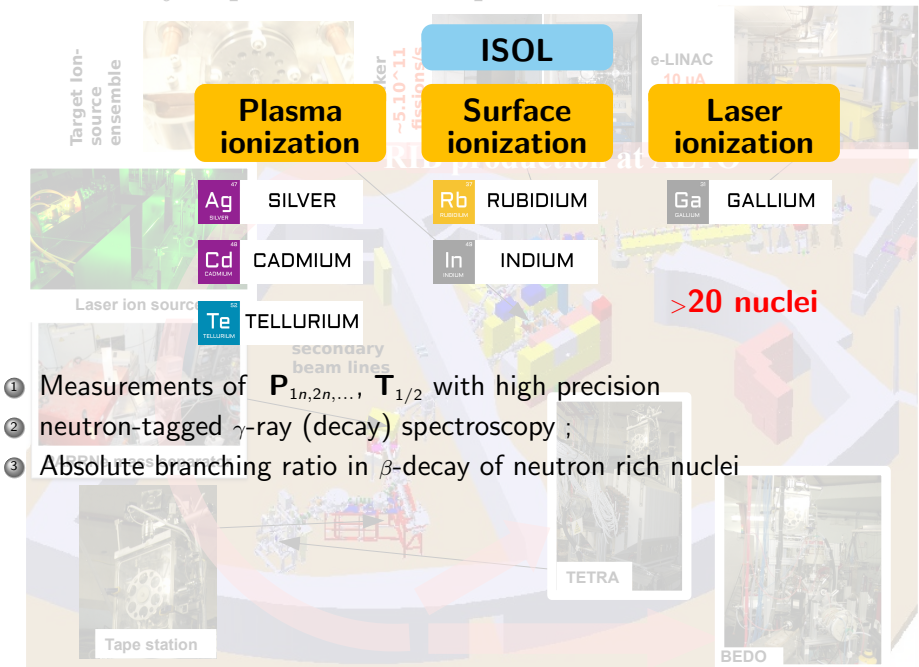 ISOL
Target Ion-
source
ensemble
~5.10^11
fissions/s
e-LINAC
10 µA
Plasma
ionization
Surface
ionization
Laser
ionization
production at ALTO
47
Ag
SILVER
SILVER
Rb
RUBIDIUM
RUBIDIUM
Ga
GALLIUM
GALLIUM
48
Cd
CADMIUM
CADMIUM
49
In
INDIUM
INDIUM
>20 nuclei
Laser ion source
52
Te
TELLURIUM
TELLURIUM
secondary
beam lines
1 Measurements of P1n,2n,..., T1/2 with high precision
2 neutron-tagged γ-ray (decay) spectroscopy ;
3 Absolute branching ratio in β-decay of neutron rich nuclei
TETRA
Tape station
BEDO